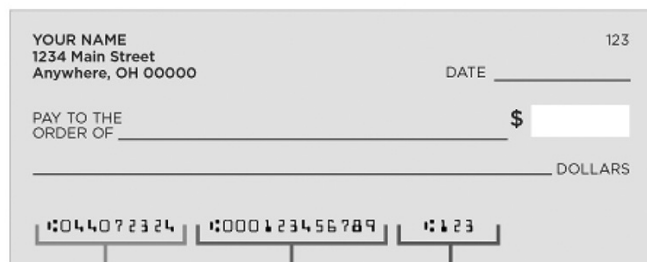 YOUR NAME
123
1234 Main Street
Anywhere, OH 00000
DATE
PAY TO THE
ORDER OF
$
DOLLARS
⑆044072324 ⑆000123456789 ⑆123